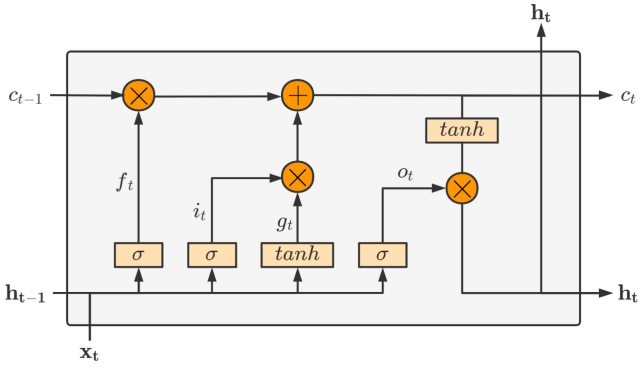 h_t
c_{t-1}
×
+
c_t
tanh
×
×
f_t
i_t
g_t
o_t
σ
σ
tanh
σ
h_{t-1}
h_t
x_t